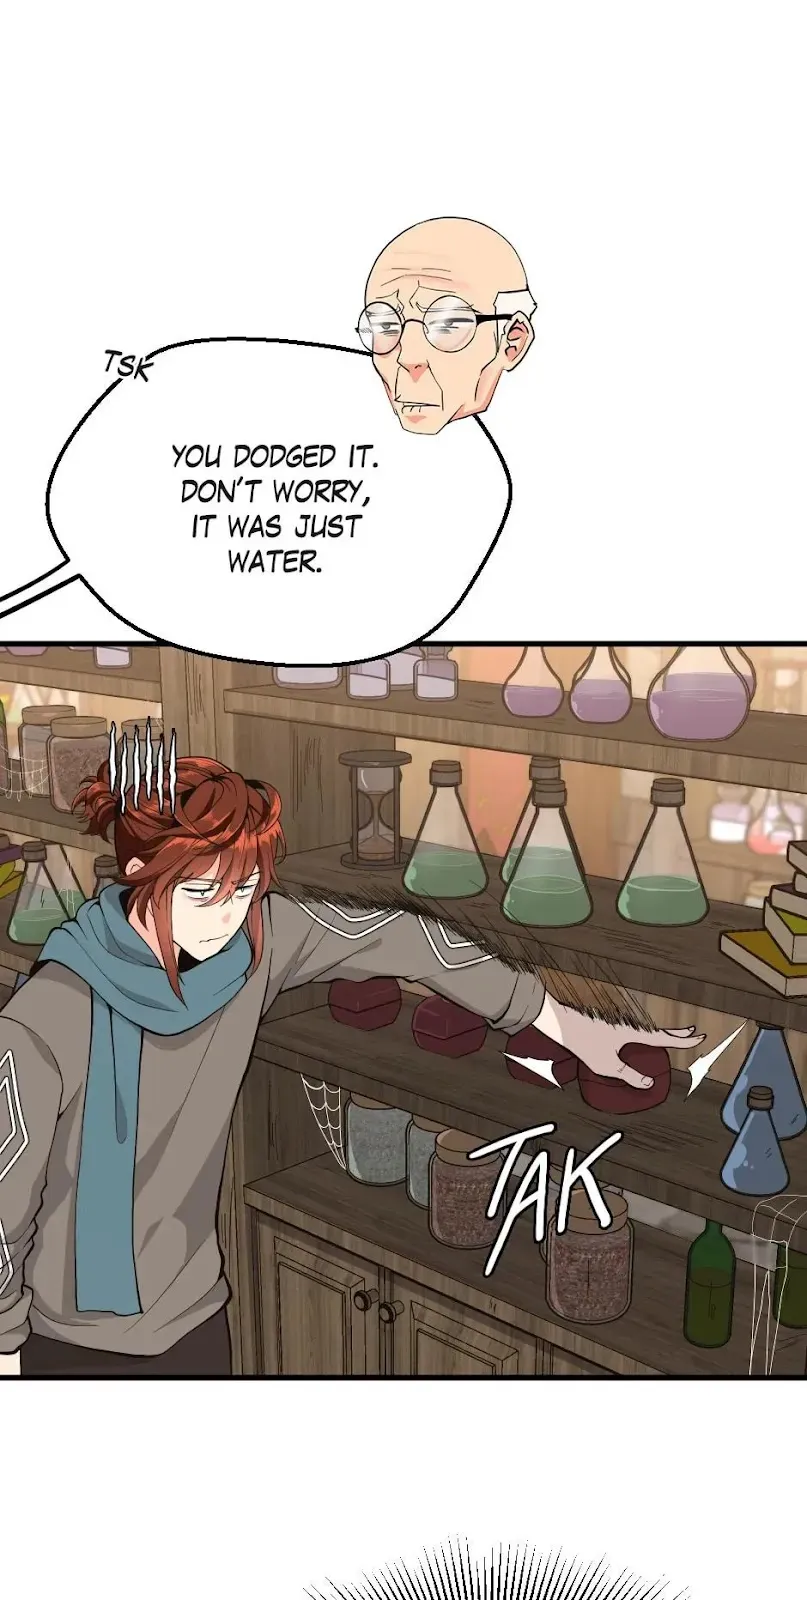 TSK
YOU DODGED IT.
DON'T WORRY,
IT WAS JUST
WATER.
TAK